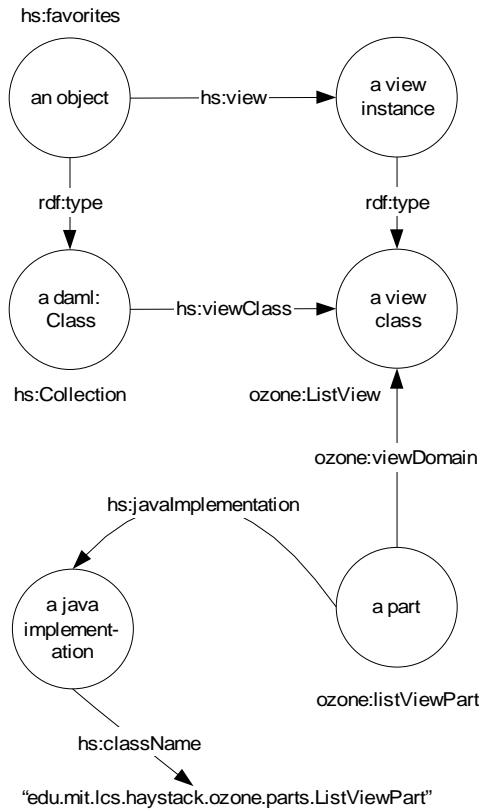 hs:favorites
an object
hs:view
a view
instance
rdf:type
rdf:type
a daml:
Class
hs:viewClass
a view
class
hs:Collection
ozone:ListView
ozone:viewDomain
hs:javaImplementation
a java
implement-
ation
a part
ozone:listViewPart
hs:className
“edu.mit.lcs.haystack.ozone.parts.ListViewPart”